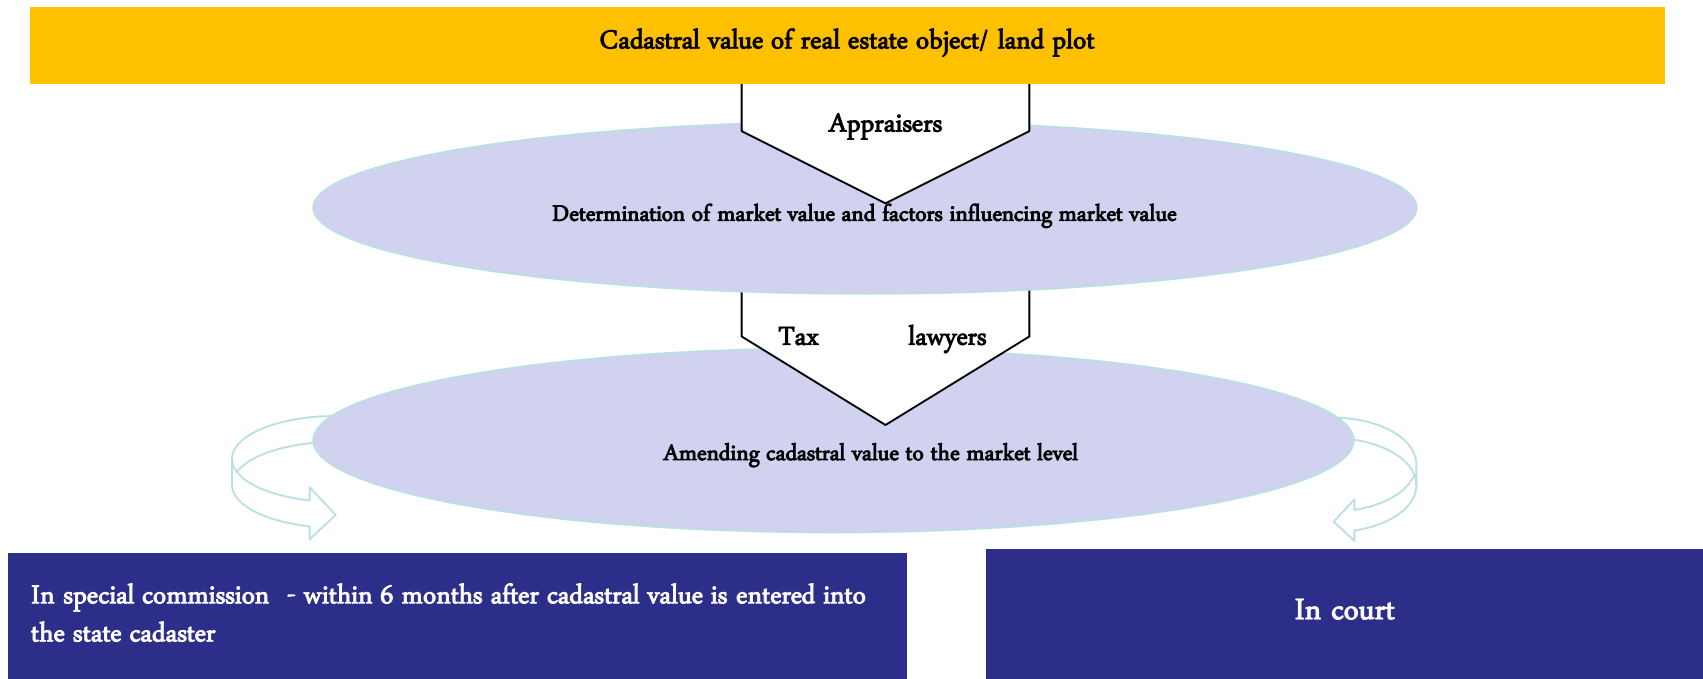 Cadastral value of real estate object/ land plot
Appraisers
Determination of market value and factors influencing market value
Tax lawyers
Amending cadastral value to the market level
In special commission - within 6 months after cadastral value is entered into
the state cadaster
In court